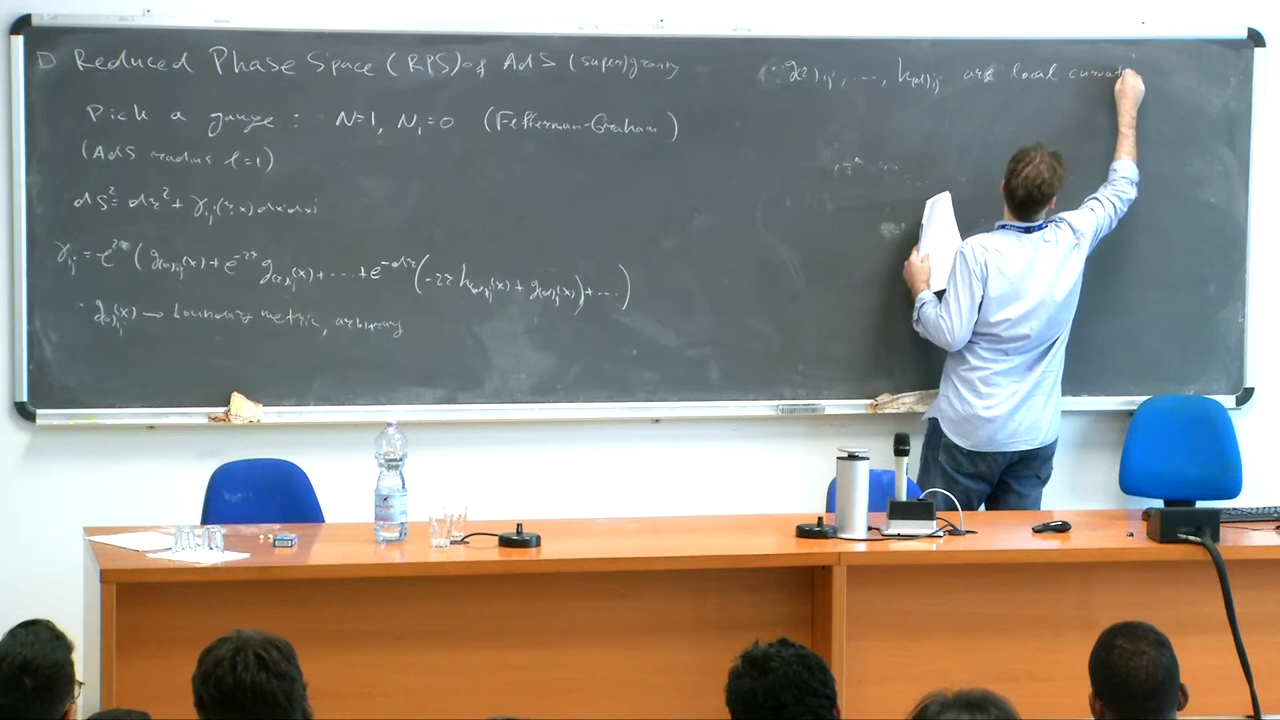 D Reduced Phase Space (RPS) of AdS (super)gravity
Pick a gauge: N=1, N_i=0 (Fefferman-Graham)
(AdS radius ℓ=1)
ds²=dr²+γ_ij(r,x)dx^i dx^j
γ_ij = e^{2r}(g_(0)ij(x)+e^{-2r}g_(2)ij(x)+....+e^{-dr}(-2r h_(d)ij(x)+g_(d)ij(x))+....)
· g_(0)ij(x) → boundary metric, arbitrary
· g_(2)ij, ..., h_(d)ij are local curvat